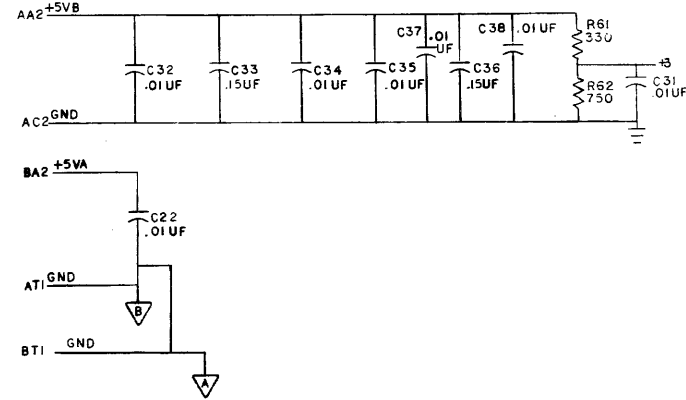 AA2 +5VB
C32
.01UF
C33
.15UF
C34
.01UF
C35
.01UF
C37
.01
UF
C36
.15UF
C38
.01UF
R61
330
+3
R62
750
C31
.01UF
AC2 GND
BA2 +5VA
C22
.01UF
AT1 GND
B
BT1 GND
A